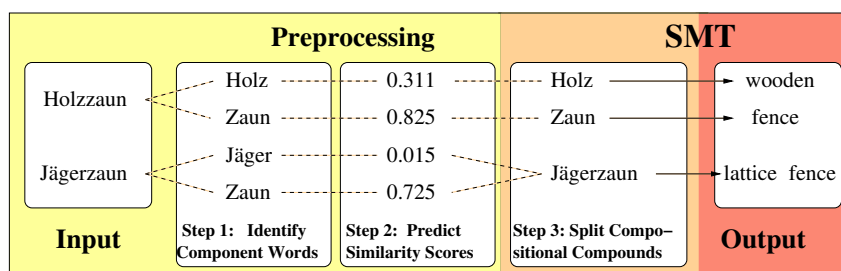 Preprocessing SMT
Holz 0.311 Holz wooden
Holzzaun
Zaun 0.825 Zaun fence
Jäger 0.015
Jägerzaun Jägerzaun lattice fence
Zaun 0.725
Step 1: Identify Step 2: Predict Step 3: Split Compo-
Input Output
Component Words Similarity Scores sitional Compounds